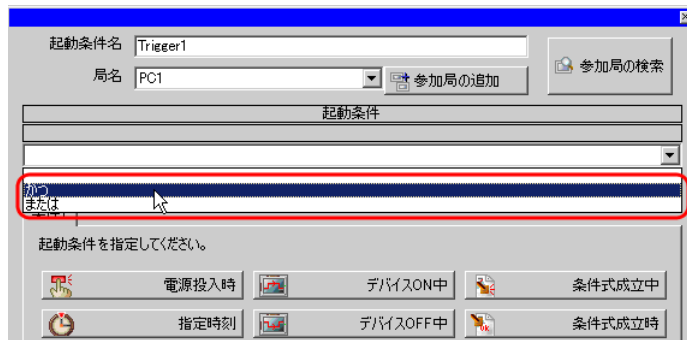 起動条件名 Trigger1
参加局の検索
局名 PC1 参加局の追加
起動条件
かつ
または
起動条件を指定してください。
電源投入時 デバイスON中 条件式成立中
指定時刻 デバイスOFF中 条件式成立時